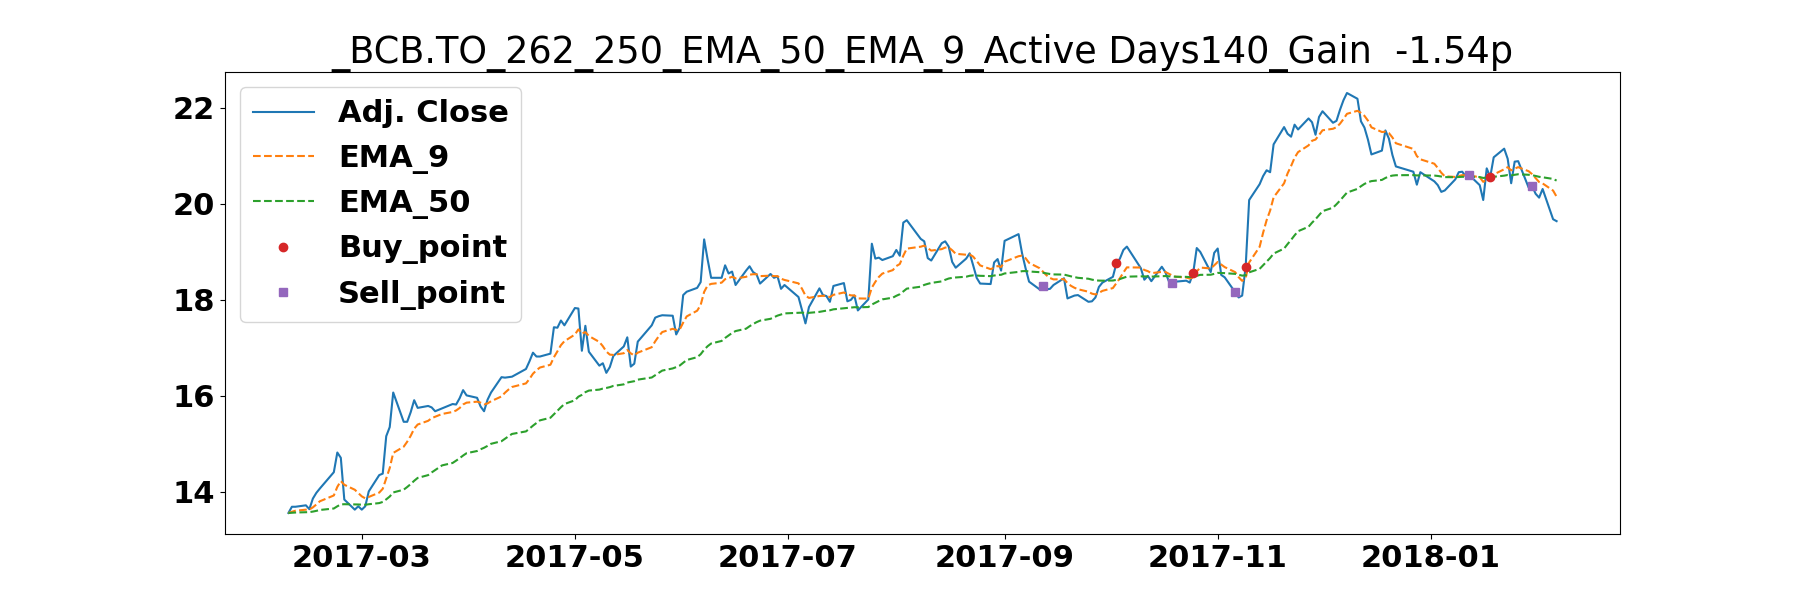 _BCB.TO_262_250_EMA_50_EMA_9_Active Days140_Gain  -1.54p
Adj. Close
EMA_9
EMA_50
Buy_point
Sell_point
22
20
18
16
14
2017-03 2017-05 2017-07 2017-09 2017-11 2018-01